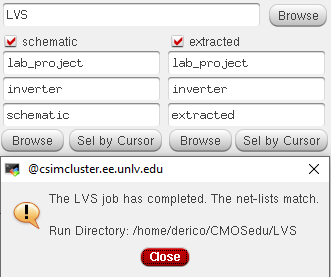 LVS Browse
schematic extracted
lab_project lab_project
inverter inverter
schematic extracted
Browse Sel by Cursor Browse Sel by Cursor
@csimcluster.ee.unlv.edu
The LVS job has completed. The net-lists match.
Run Directory: /home/derico/CMOSedu/LVS
Close